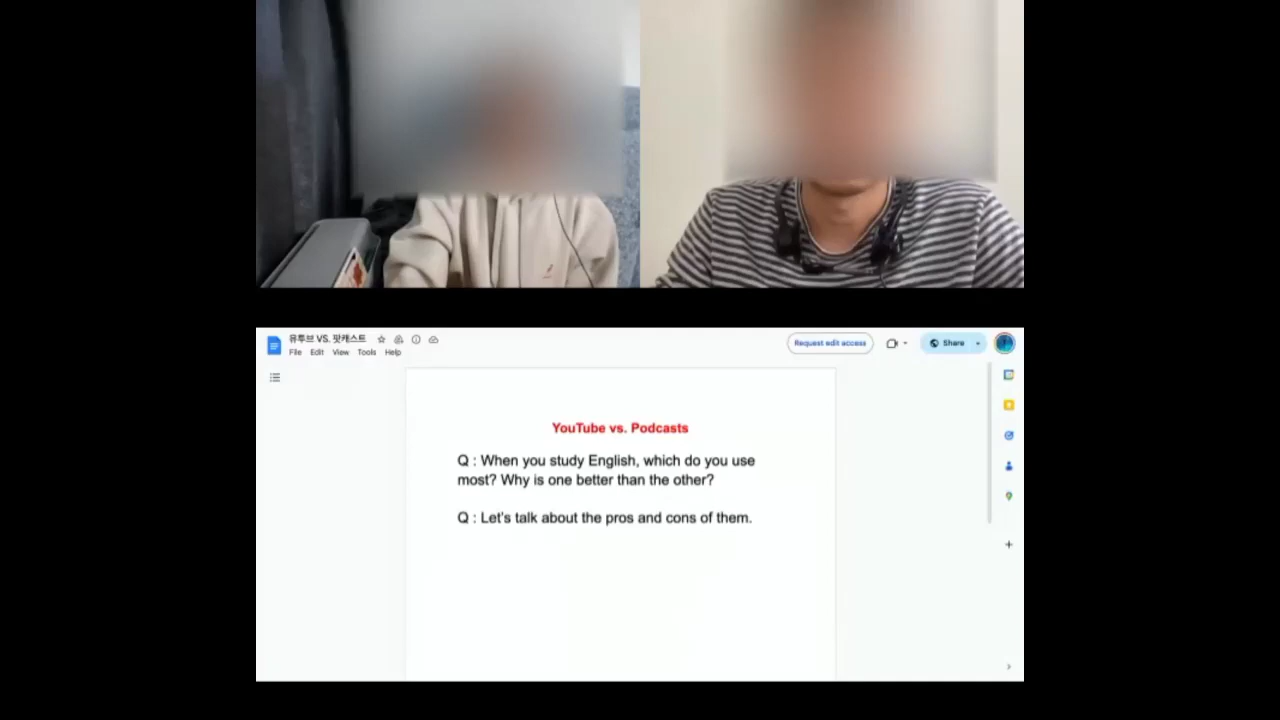 유투브 VS. 팟캐스트
File Edit View Tools Help
Request edit access
Share
YouTube vs. Podcasts
Q : When you study English, which do you use
most? Why is one better than the other?
Q : Let's talk about the pros and cons of them.